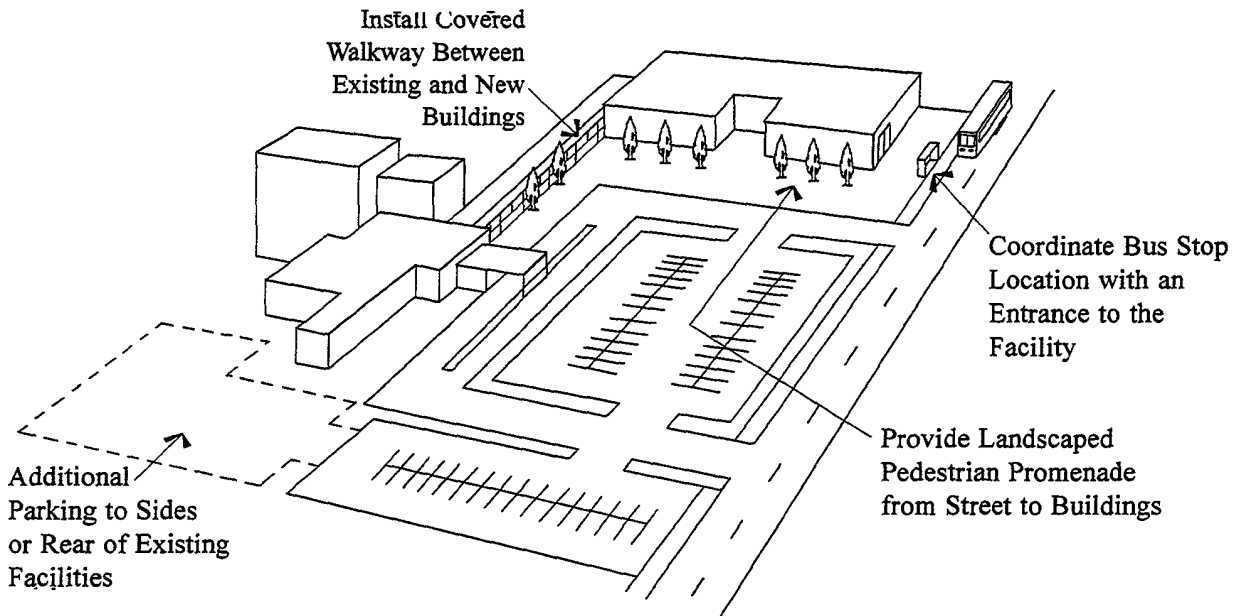 Install Covered
Walkway Between
Existing and New
Buildings
Coordinate Bus Stop
Location with an
Entrance to the
Facility
Provide Landscaped
Pedestrian Promenade
from Street to Buildings
Additional
Parking to Sides
or Rear of Existing
Facilities